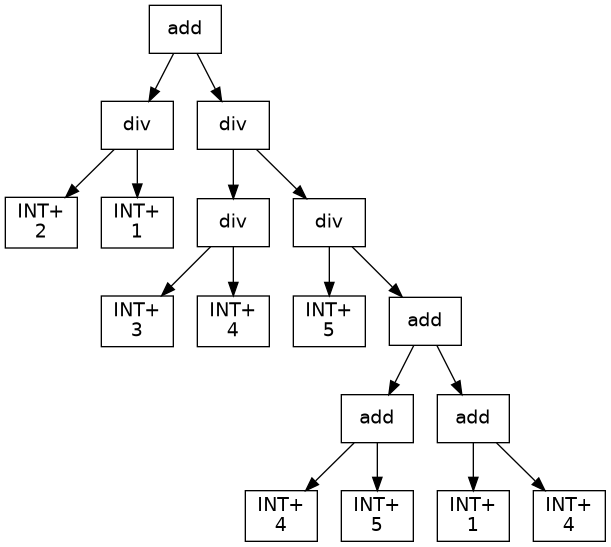 add
div
div
INT+
2
INT+
1
div
div
INT+
3
INT+
4
INT+
5
add
add
add
INT+
4
INT+
5
INT+
1
INT+
4